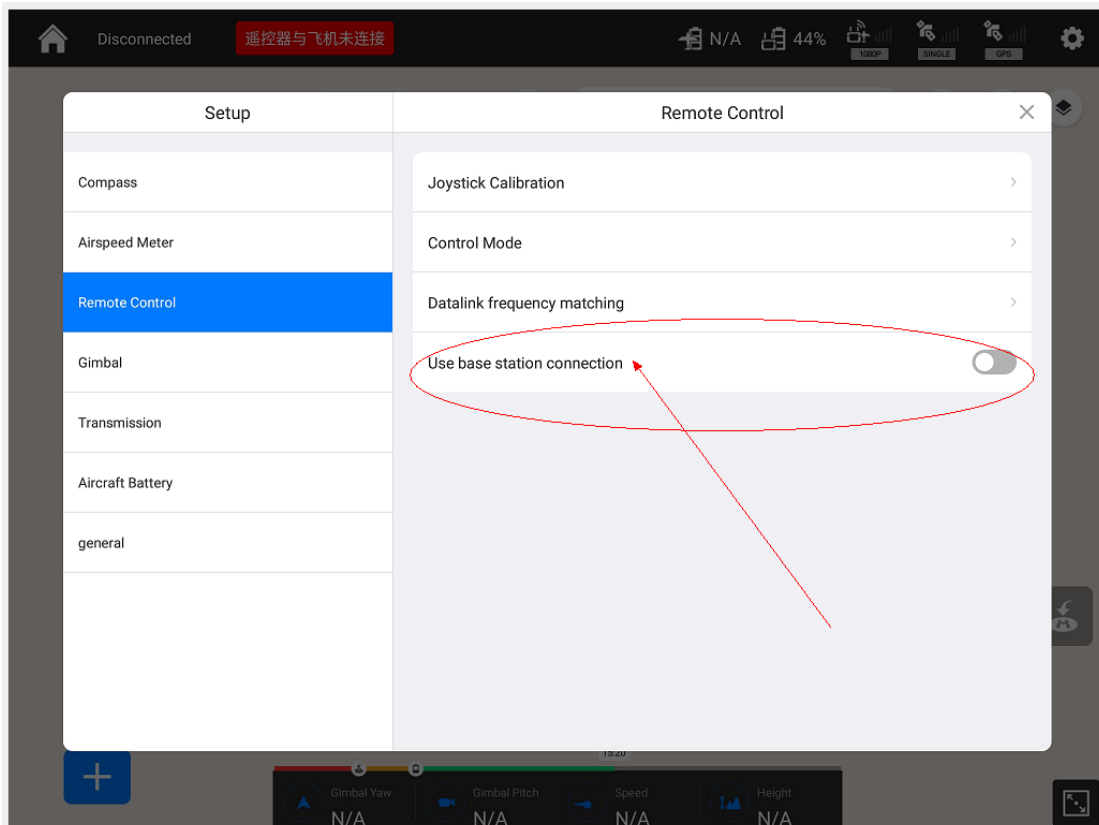 Disconnected
遥控器与飞机未连接
N/A
44%
1080P
SINGLE
GPS
Setup
Remote Control
Compass
Airspeed Meter
Remote Control
Gimbal
Transmission
Aircraft Battery
general
Joystick Calibration
Control Mode
Datalink frequency matching
Use base station connection
15:20
Gimbal Yaw
N/A
Gimbal Pitch
N/A
Speed
N/A
Height
N/A